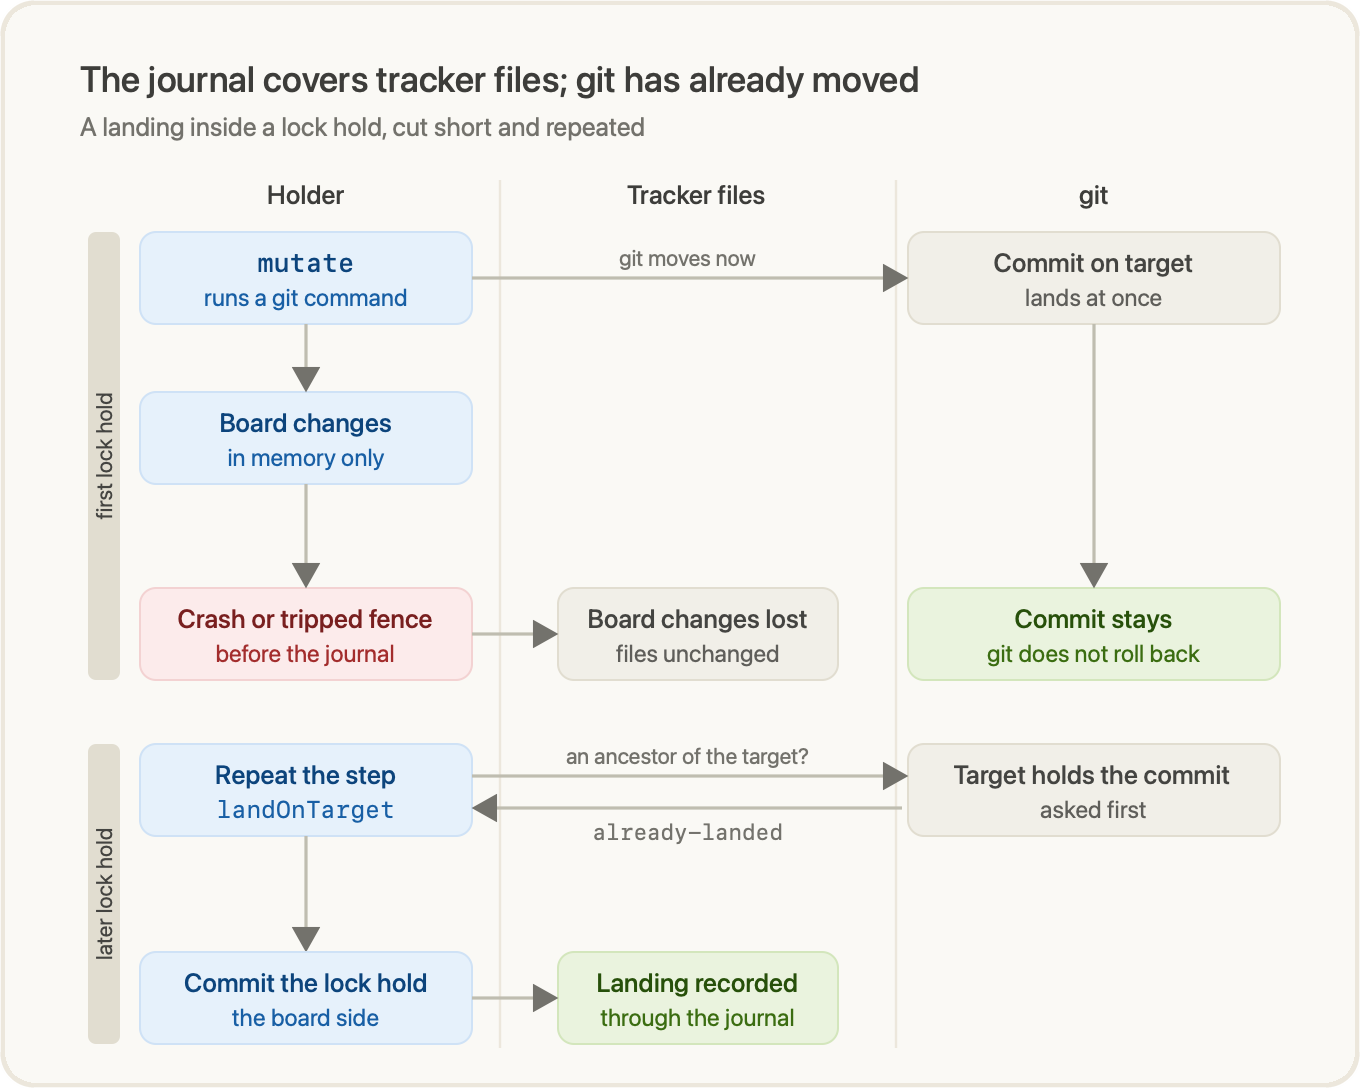 The journal covers tracker files; git has already moved
A landing inside a lock hold, cut short and repeated
Holder
Tracker files
git
first lock hold
mutate
runs a git command
git moves now
Commit on target
lands at once
Board changes
in memory only
Crash or tripped fence
before the journal
Board changes lost
files unchanged
Commit stays
git does not roll back
later lock hold
Repeat the step
landOnTarget
an ancestor of the target?
already-landed
Target holds the commit
asked first
Commit the lock hold
the board side
Landing recorded
through the journal